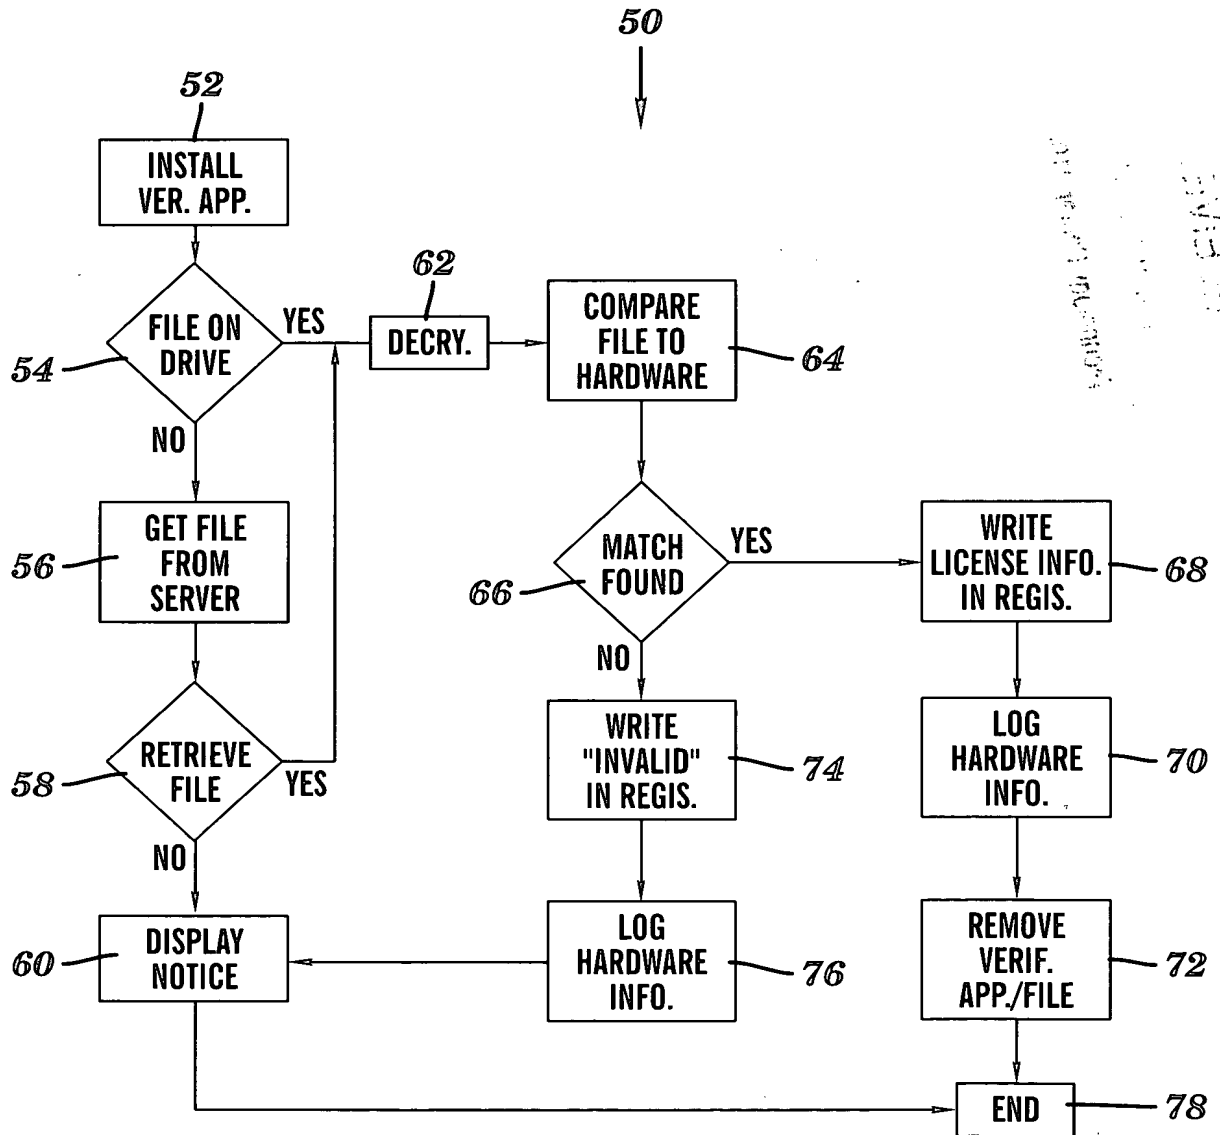 50
52
INSTALL
VER. APP.
54
FILE ON
DRIVE
YES
NO
62
DECRY.
COMPARE
FILE TO
HARDWARE
64
56
GET FILE
FROM
SERVER
66
MATCH
FOUND
YES
NO
WRITE
LICENSE INFO.
IN REGIS.
68
58
RETRIEVE
FILE
YES
NO
WRITE
"INVALID"
IN REGIS.
74
LOG
HARDWARE
INFO.
70
60
DISPLAY
NOTICE
LOG
HARDWARE
INFO.
76
REMOVE
VERIF.
APP./FILE
72
END
78